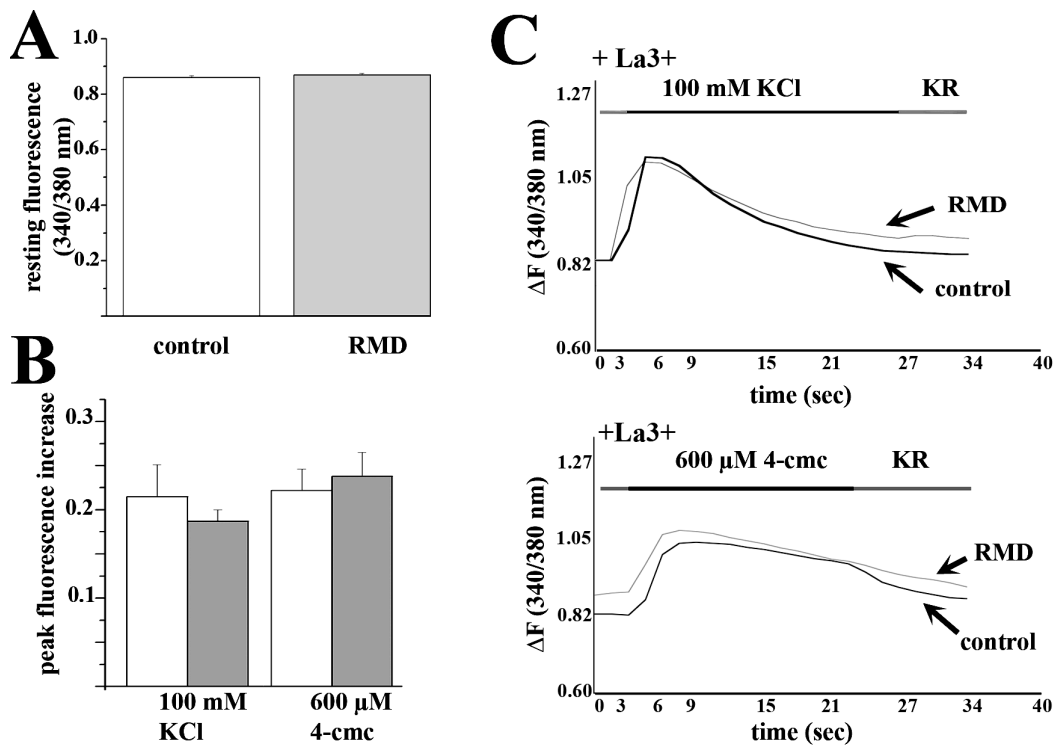 A
resting fluorescence
(340/380 nm)
1.0
0.8
0.6
0.4
0.2
control
RMD
B
peak fluorescence increase
0.3
0.2
0.1
100 mM
KCl
600 µM
4-cmc
C
+ La3+
100 mM KCl
KR
ΔF (340/380 nm)
1.27
1.05
0.82
0.60
RMD
control
0 3 6 9 15 21 27 34 40
time (sec)
+La3+
600 µM 4-cmc
KR
ΔF (340/380 nm)
1.27
1.05
0.82
0.60
RMD
control
0 3 6 9 15 21 28 34 40
time (sec)